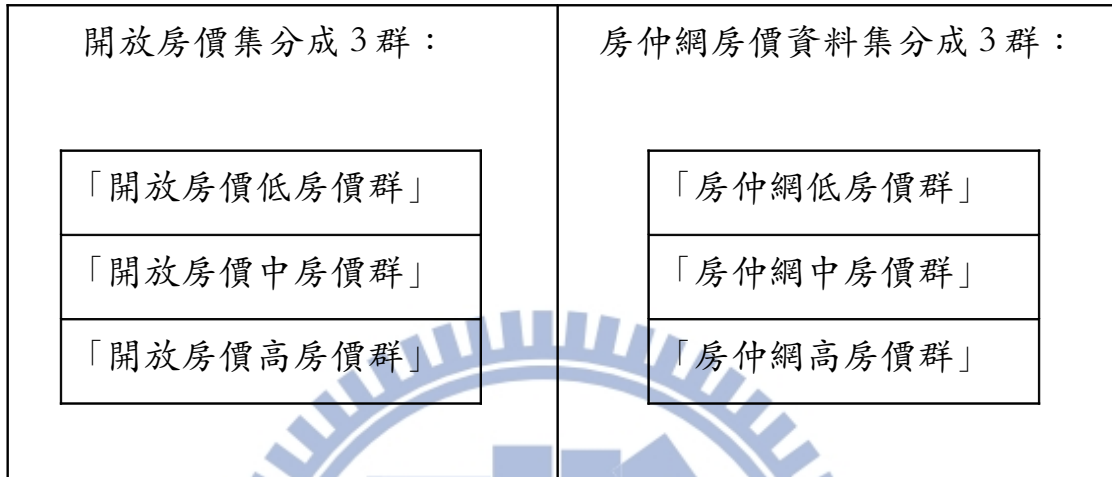 開放房價集分成 3 群：
「開放房價低房價群」
「開放房價中房價群」
「開放房價高房價群」
房仲網房價資料集分成 3 群：
「房仲網低房價群」
「房仲網中房價群」
「房仲網高房價群」